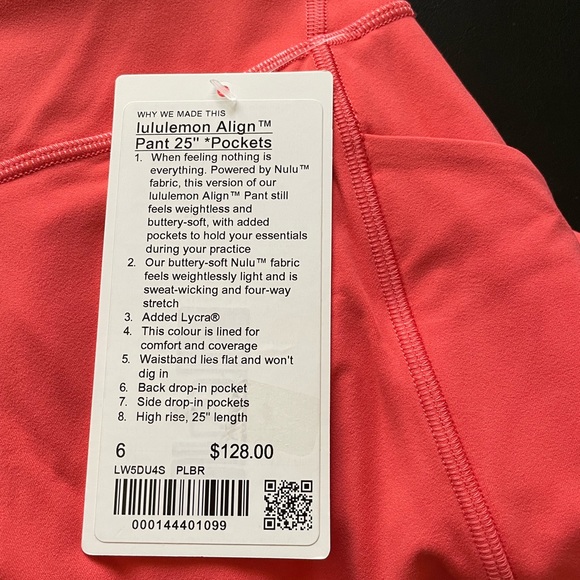 WHY WE MADE THIS
lululemon Align™
Pant 25" *Pockets
1. When feeling nothing is
everything. Powered by Nulu™
fabric, this version of our
lululemon Align™ Pant still
feels weightless and
buttery-soft, with added
pockets to hold your essentials
during your practice
2. Our buttery-soft Nulu™ fabric
feels weightlessly light and is
sweat-wicking and four-way
stretch
3. Added Lycra®
4. This colour is lined for
comfort and coverage
5. Waistband lies flat and won't
dig in
6. Back drop-in pocket
7. Side drop-in pockets
8. High rise, 25" length
6 $128.00
LW5DU4S PLBR
000144401099